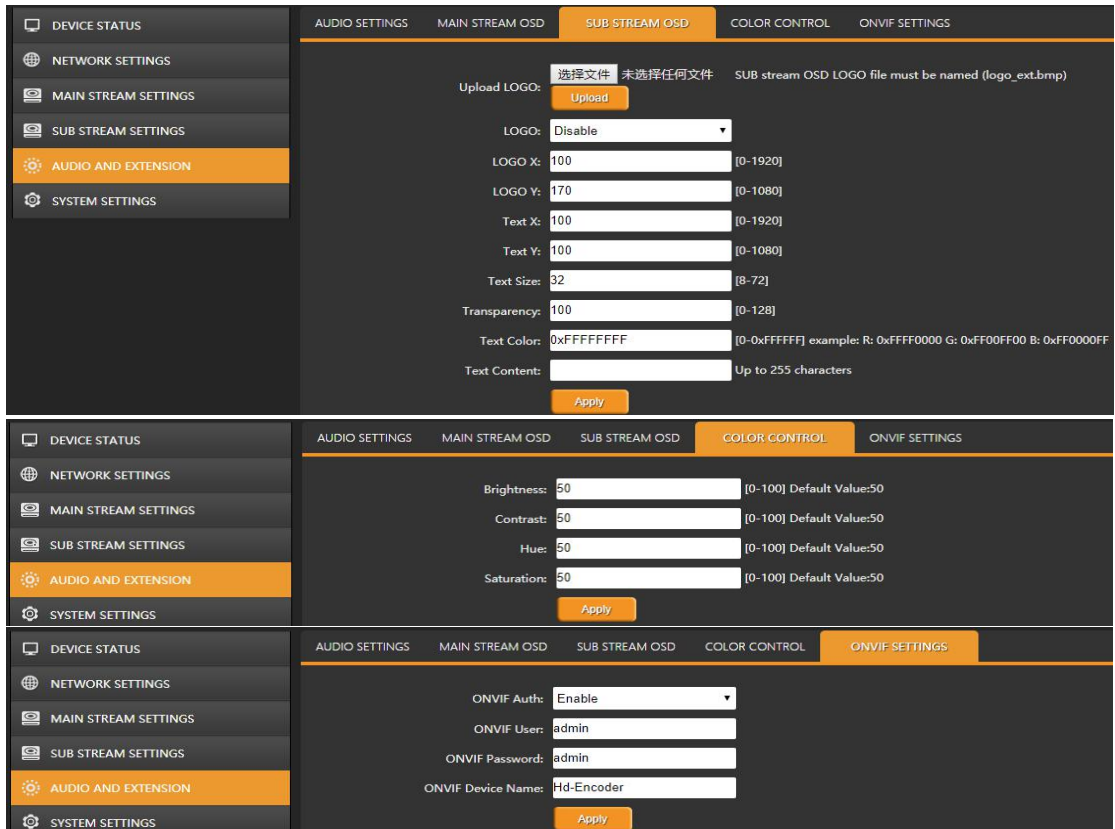 DEVICE STATUS
NETWORK SETTINGS
MAIN STREAM SETTINGS
SUB STREAM SETTINGS
AUDIO AND EXTENSION
SYSTEM SETTINGS
AUDIO SETTINGS MAIN STREAM OSD SUB STREAM OSD COLOR CONTROL ONVIF SETTINGS
Upload LOGO: 选择文件 未选择任何文件 SUB stream OSD LOGO file must be named (logo_ext.bmp)
Upload
LOGO: Disable
LOGO X: 100 [0-1920]
LOGO Y: 170 [0-1080]
Text X: 100 [0-1920]
Text Y: 100 [0-1080]
Text Size: 32 [8-72]
Transparency: 100 [0-128]
Text Color: 0xFFFFFFFF [0-0xFFFFFF] example: R: 0xFFFF0000 G: 0xFF00FF00 B: 0xFF0000FF
Text Content: Up to 255 characters
Apply
DEVICE STATUS
NETWORK SETTINGS
MAIN STREAM SETTINGS
SUB STREAM SETTINGS
AUDIO AND EXTENSION
SYSTEM SETTINGS
AUDIO SETTINGS MAIN STREAM OSD SUB STREAM OSD COLOR CONTROL ONVIF SETTINGS
Brightness: 50 [0-100] Default Value:50
Contrast: 50 [0-100] Default Value:50
Hue: 50 [0-100] Default Value:50
Saturation: 50 [0-100] Default Value:50
Apply
DEVICE STATUS
NETWORK SETTINGS
MAIN STREAM SETTINGS
SUB STREAM SETTINGS
AUDIO AND EXTENSION
SYSTEM SETTINGS
AUDIO SETTINGS MAIN STREAM OSD SUB STREAM OSD COLOR CONTROL ONVIF SETTINGS
ONVIF Auth: Enable
ONVIF User: admin
ONVIF Password: admin
ONVIF Device Name: Hd-Encoder
Apply